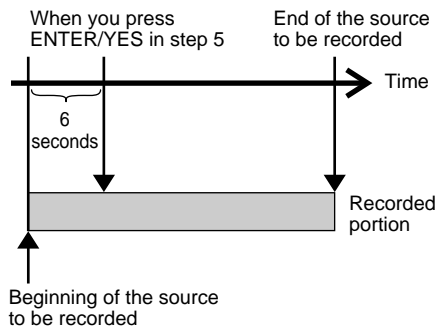 When you press
ENTER/YES in step 5
End of the source
to be recorded
Time
6
seconds
Recorded
portion
Beginning of the source
to be recorded